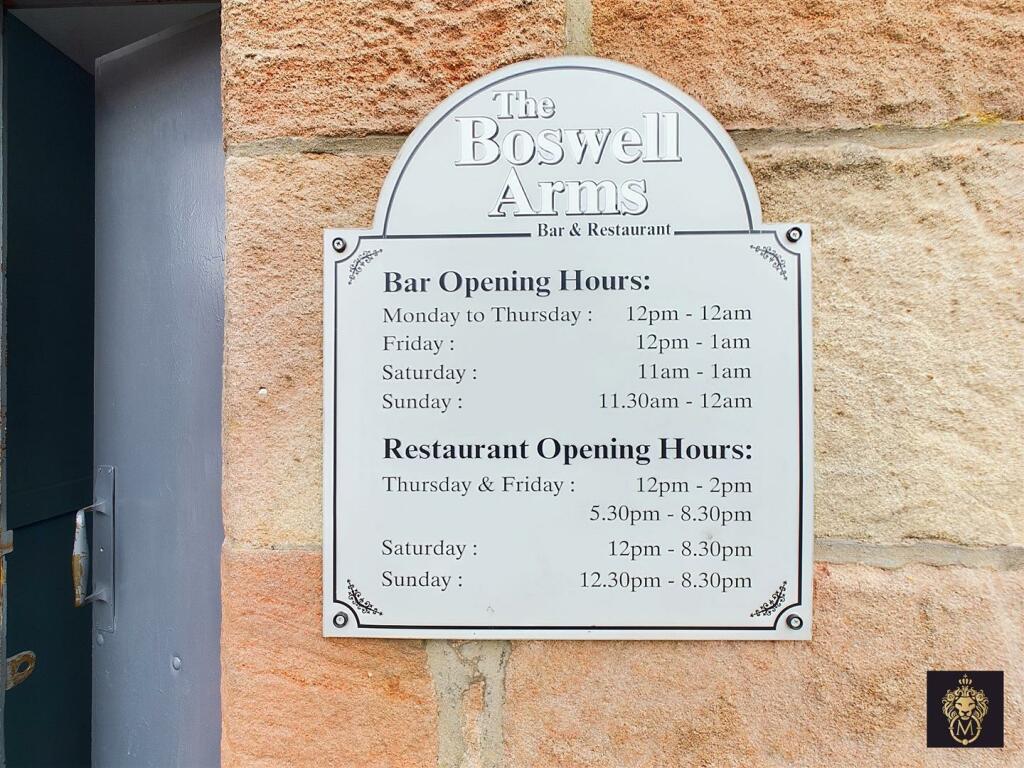 The
Boswell
Arms
Bar & Restaurant
Bar Opening Hours:
Monday to Thursday : 12pm - 12am
Friday : 12pm - 1am
Saturday : 11am - 1am
Sunday : 11.30am - 12am
Restaurant Opening Hours:
Thursday & Friday : 12pm - 2pm
5.30pm - 8.30pm
Saturday : 12pm - 8.30pm
Sunday : 12.30pm - 8.30pm
M